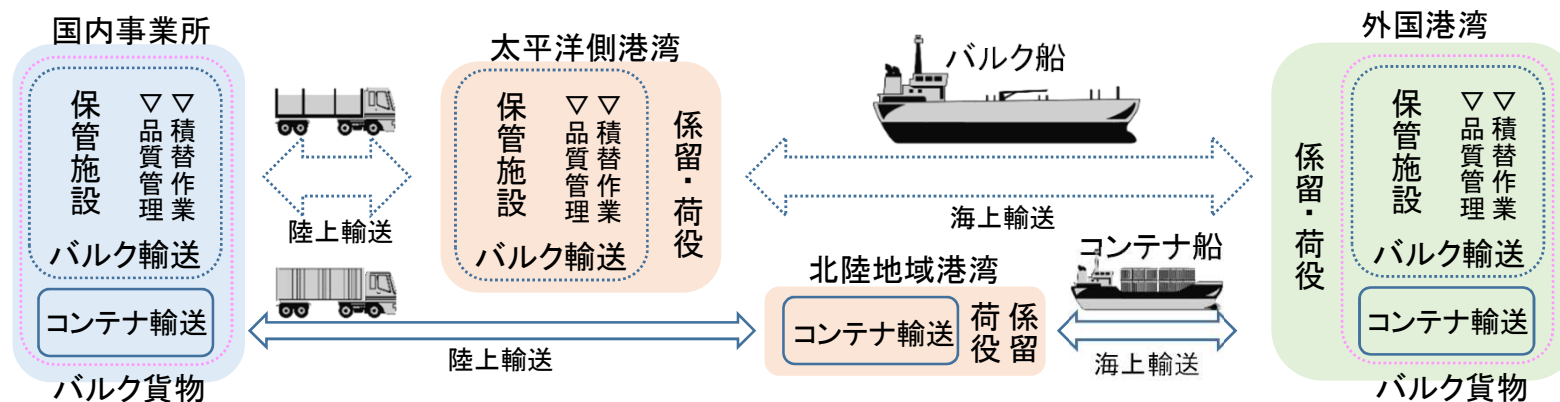 国内事業所
保管施設
▽積替作業
▽品質管理
バルク輸送
コンテナ輸送
バルク貨物
陸上輸送
陸上輸送
太平洋側港湾
保管施設
▽積替作業
▽品質管理
バルク輸送
係留・荷役
バルク船
海上輸送
北陸地域港湾
コンテナ輸送
係留
荷役
コンテナ船
海上輸送
外国港湾
係留・荷役
保管施設
▽積替作業
▽品質管理
バルク輸送
コンテナ輸送
バルク貨物